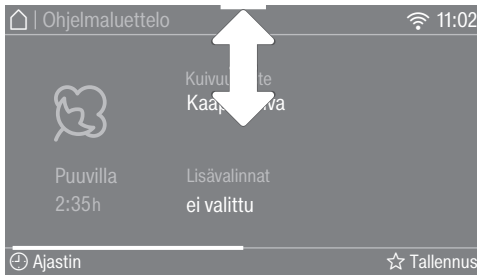 Ohjelmaluettelo 11:02
Puuvilla
2:35h
Lisävalinnat
ei valittu
Ajastin Tallennus